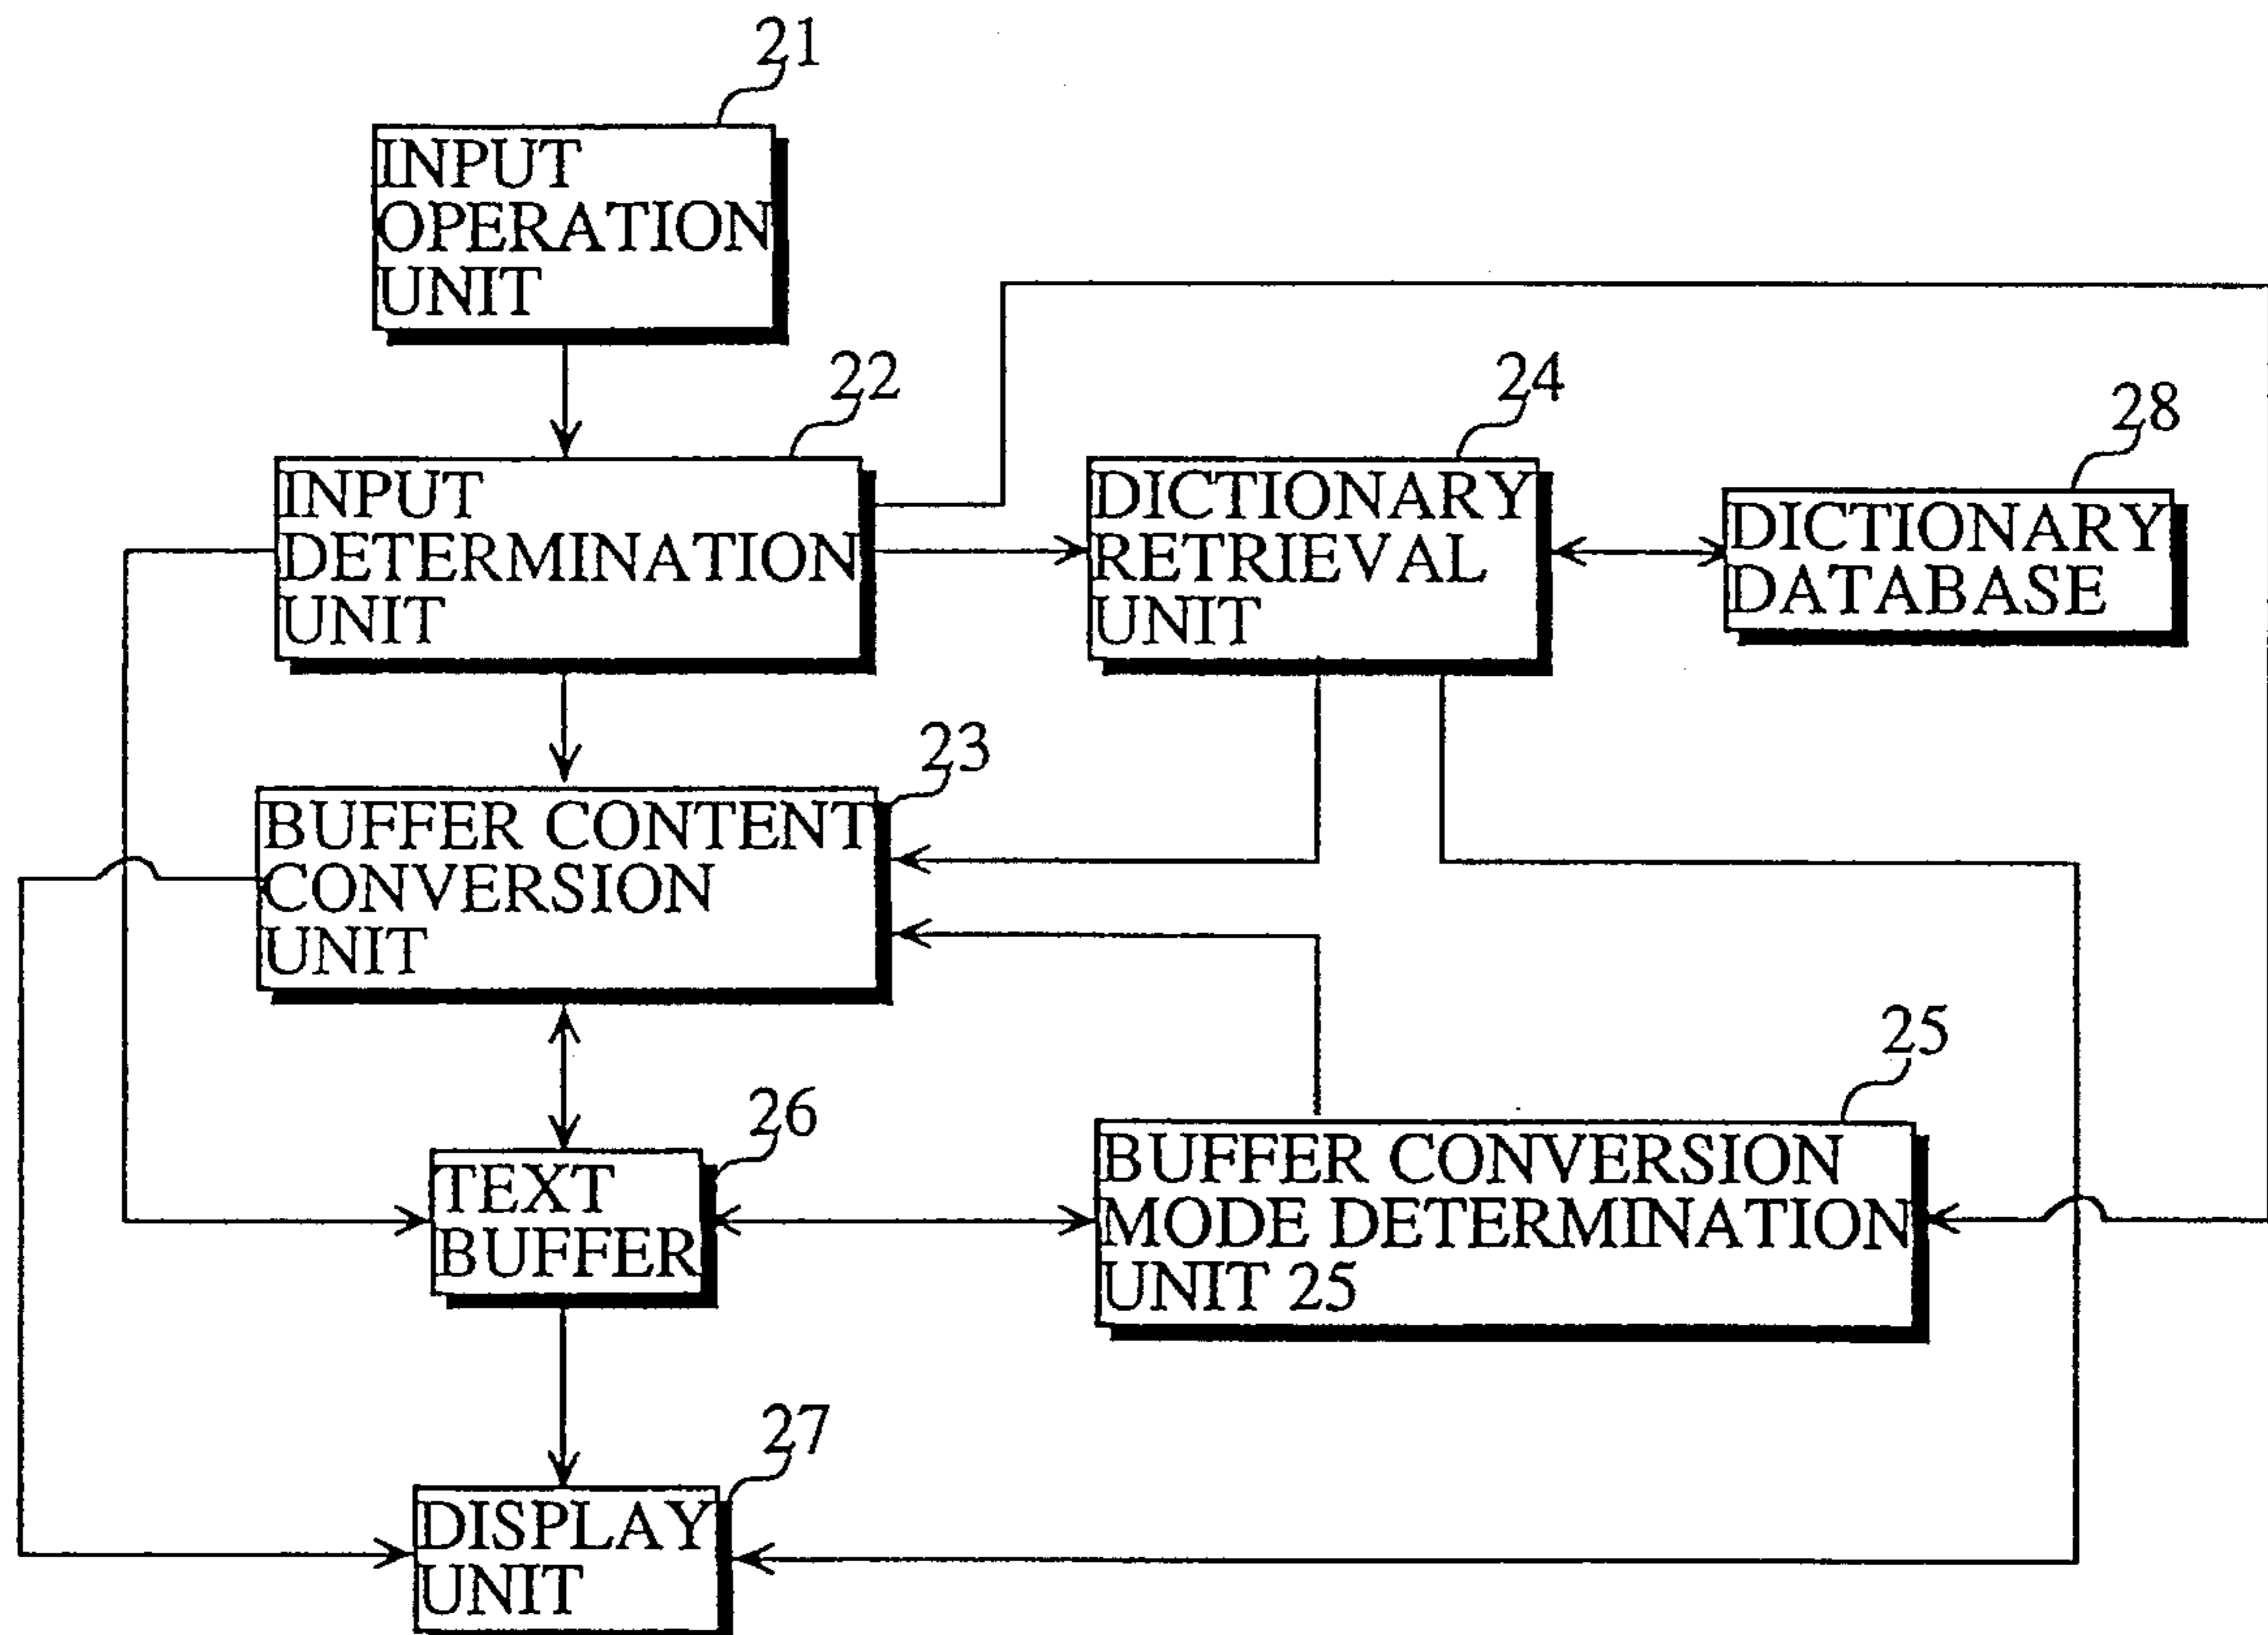 21
INPUT
OPERATION
UNIT
22
INPUT
DETERMINATION
UNIT
24
DICTIONARY
RETRIEVAL
UNIT
28
DICTIONARY
DATABASE
23
BUFFER CONTENT
CONVERSION
UNIT
26
TEXT
BUFFER
25
BUFFER CONVERSION
MODE DETERMINATION
UNIT 25
27
DISPLAY
UNIT